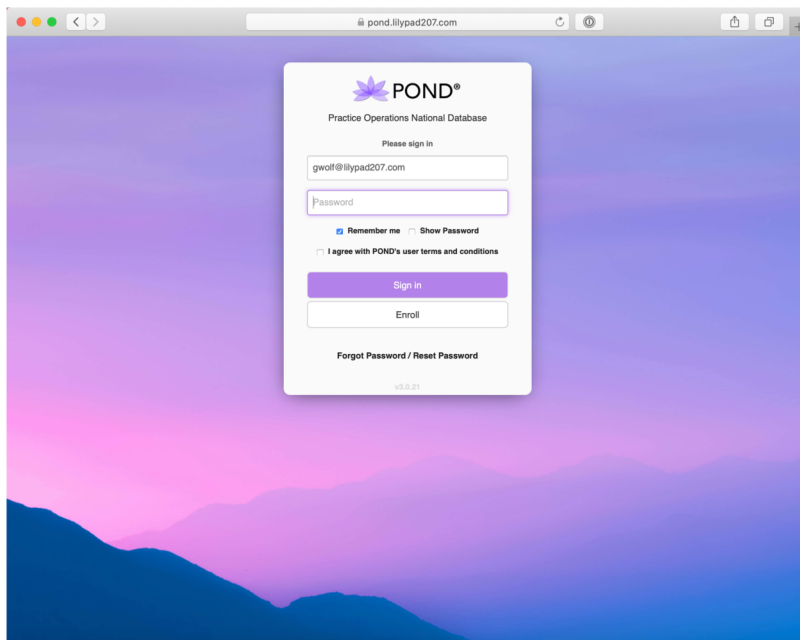 pond.lilypad207.com
POND®
Practice Operations National Database
Please sign in
gwolf@lilypad207.com
Password
Remember me Show Password
I agree with POND's user terms and conditions
Sign in
Enroll
Forgot Password / Reset Password
v3.0.21